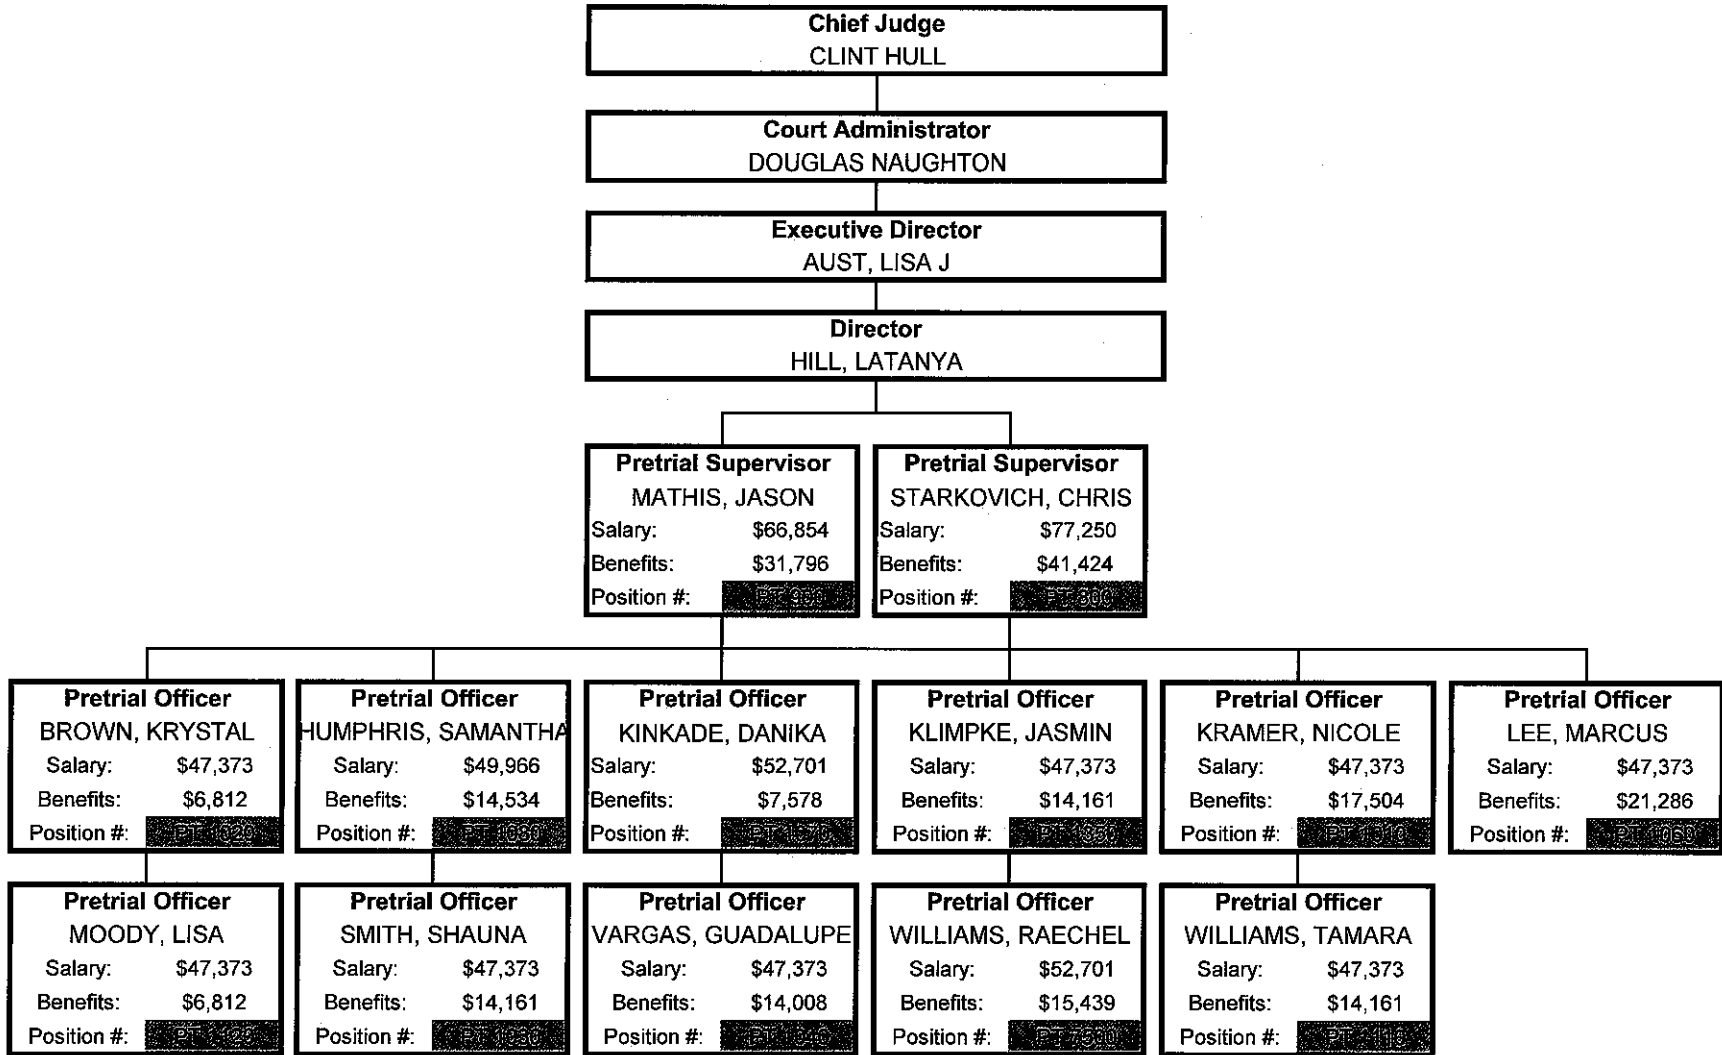 Chief Judge
CLINT HULL
Court Administrator
DOUGLAS NAUGHTON
Executive Director
AUST, LISA J
Director
HILL, LATANYA
Pretrial Supervisor
MATHIS, JASON
Salary: $66,854
Benefits: $31,796
Position #:
Pretrial Supervisor
STARKOVICH, CHRIS
Salary: $77,250
Benefits: $41,424
Position #:
Pretrial Officer
BROWN, KRYSTAL
Salary: $47,373
Benefits: $6,812
Position #:
Pretrial Officer
HUMPHRIS, SAMANTHA
Salary: $49,966
Benefits: $14,534
Position #:
Pretrial Officer
KINKADE, DANIKA
Salary: $52,701
Benefits: $7,578
Position #:
Pretrial Officer
KLIMPKE, JASMIN
Salary: $47,373
Benefits: $14,161
Position #:
Pretrial Officer
KRAMER, NICOLE
Salary: $47,373
Benefits: $17,504
Position #:
Pretrial Officer
LEE, MARCUS
Salary: $47,373
Benefits: $21,286
Position #:
Pretrial Officer
MOODY, LISA
Salary: $47,373
Benefits: $6,812
Position #:
Pretrial Officer
SMITH, SHAUNA
Salary: $47,373
Benefits: $14,161
Position #:
Pretrial Officer
VARGAS, GUADALUPE
Salary: $47,373
Benefits: $14,008
Position #:
Pretrial Officer
WILLIAMS, RAECHEL
Salary: $52,701
Benefits: $15,439
Position #:
Pretrial Officer
WILLIAMS, TAMARA
Salary: $47,373
Benefits: $14,161
Position #: